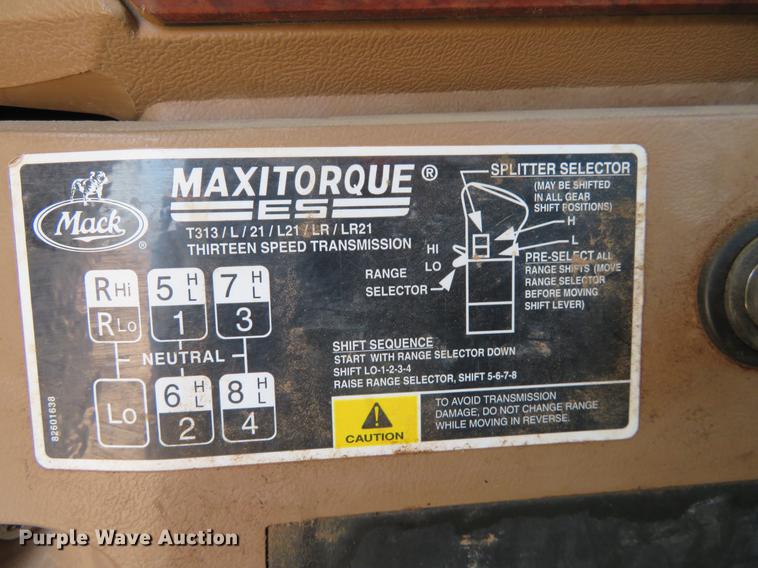 MAXITORQUE ®
ES
T313 / L / 21 / L21 / LR / LR21
THIRTEEN SPEED TRANSMISSION
Mack ®
R Hi
R Lo
5 H L
1
7 H L
3
NEUTRAL
Lo
6 H L
2
8 H L
4
82601638
SPLITTER SELECTOR
(MAY BE SHIFTED
IN ALL GEAR
SHIFT POSITIONS)
H
L
HI
LO
RANGE
SELECTOR
PRE-SELECT ALL
RANGE SHIFTS (MOVE
RANGE SELECTOR
BEFORE MOVING
SHIFT LEVER)
SHIFT SEQUENCE
START WITH RANGE SELECTOR DOWN
SHIFT LO-1-2-3-4
RAISE RANGE SELECTOR, SHIFT 5-6-7-8
CAUTION
TO AVOID TRANSMISSION
DAMAGE, DO NOT CHANGE RANGE
WHILE MOVING IN REVERSE.
Purple Wave Auction